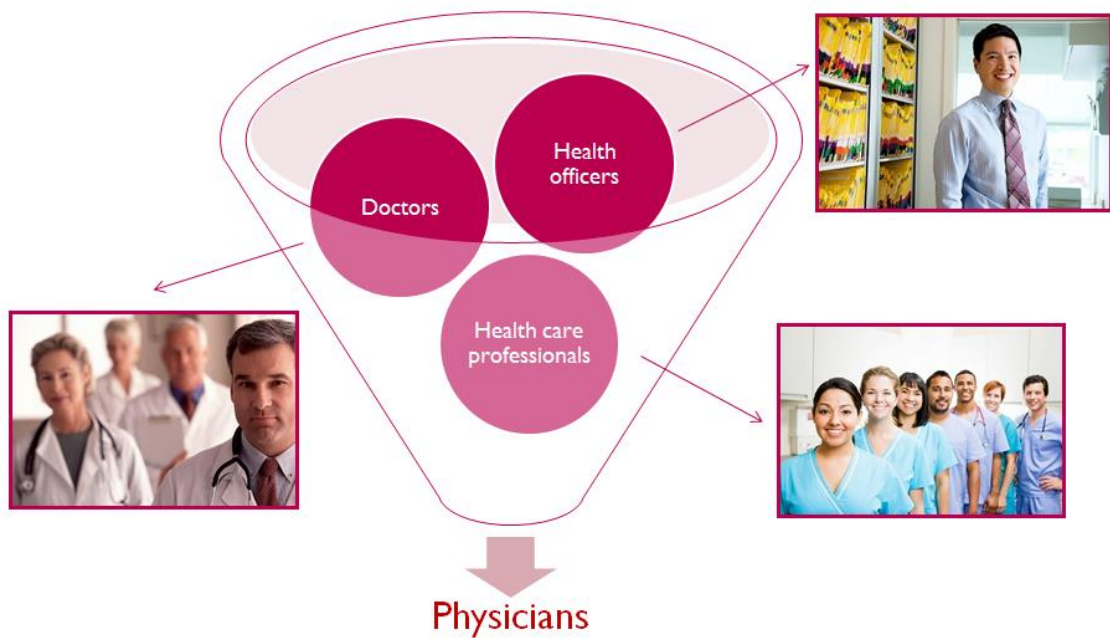 Health
officers
Doctors
Health care
professionals
Physicians